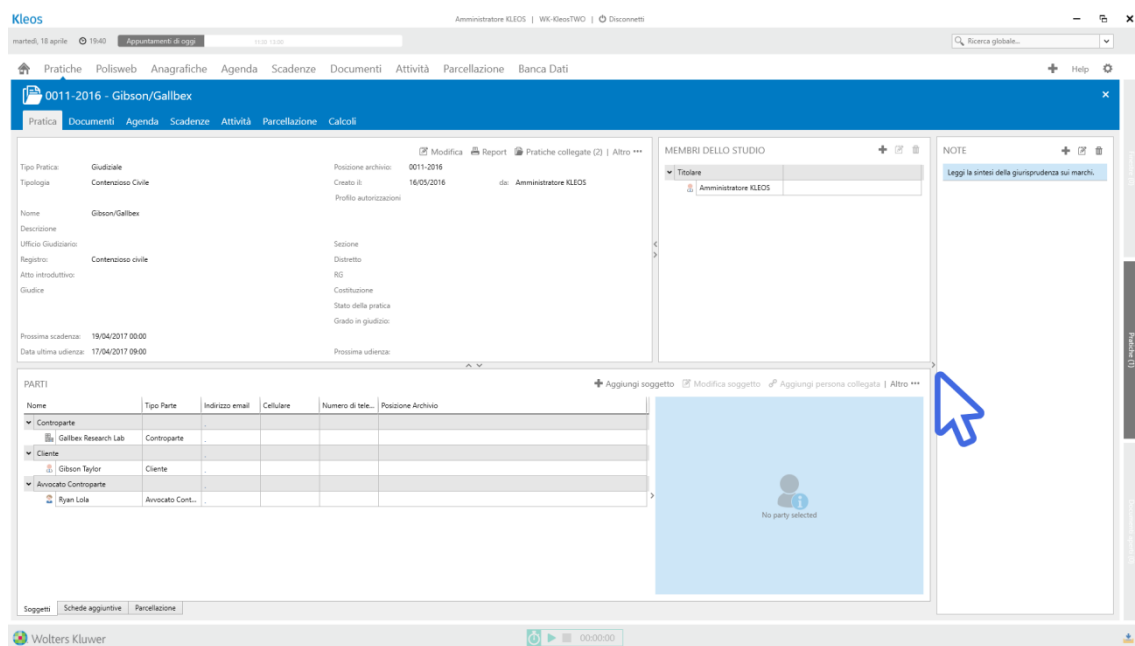 Kleos
Amministratore KLEOS | WK-KleosTWO | Disconnetti
martedì, 18 aprile 19:40 Appuntamenti di oggi
Ricerca globale...
Pratiche Polisweb Anagrafiche Agenda Scadenze Documenti Attività Parcellazione Banca Dati
Help
0011-2016 - Gibson/Gallbex
Pratica Documenti Agenda Scadenze Attività Parcellazione Calcoli
Modifica Report Pratiche collegate (2) | Altro •••
Tipo Pratica: Giudiziale Posizione archivio: 0011-2016
Tipologia Contenzioso Civile Creato il: 16/05/2016 da: Amministratore KLEOS
Profilo autorizzazioni
Nome Gibson/Gallbex
Descrizione
Ufficio Giudiziario: Sezione
Registro: Contenzioso civile Distretto
Atto introduttivo: RG
Giudice Costituzione
Stato della pratica
Grado in giudizio:
Prossima scadenza: 19/04/2017 00:00
Data ultima udienza: 17/04/2017 09:00 Prossima udienza:
MEMBRI DELLO STUDIO
Titolare
Amministratore KLEOS
NOTE
Leggi la sintesi della giurisprudenza sui marchi.
Pratiche (1)
PARTI
Aggiungi soggetto Modifica soggetto Aggiungi persona collegata | Altro •••
Nome Tipo Parte Indirizzo email Cellulare Numero di tele... Posizione Archivio
Controparte
Gallbex Research Lab Controparte
Cliente
Gibson Taylor Cliente
Avvocato Controparte
Ryan Lola Avvocato Cont...
No party selected
Soggetti Schede aggiuntive Parcellazione
Wolters Kluwer
00:00:00